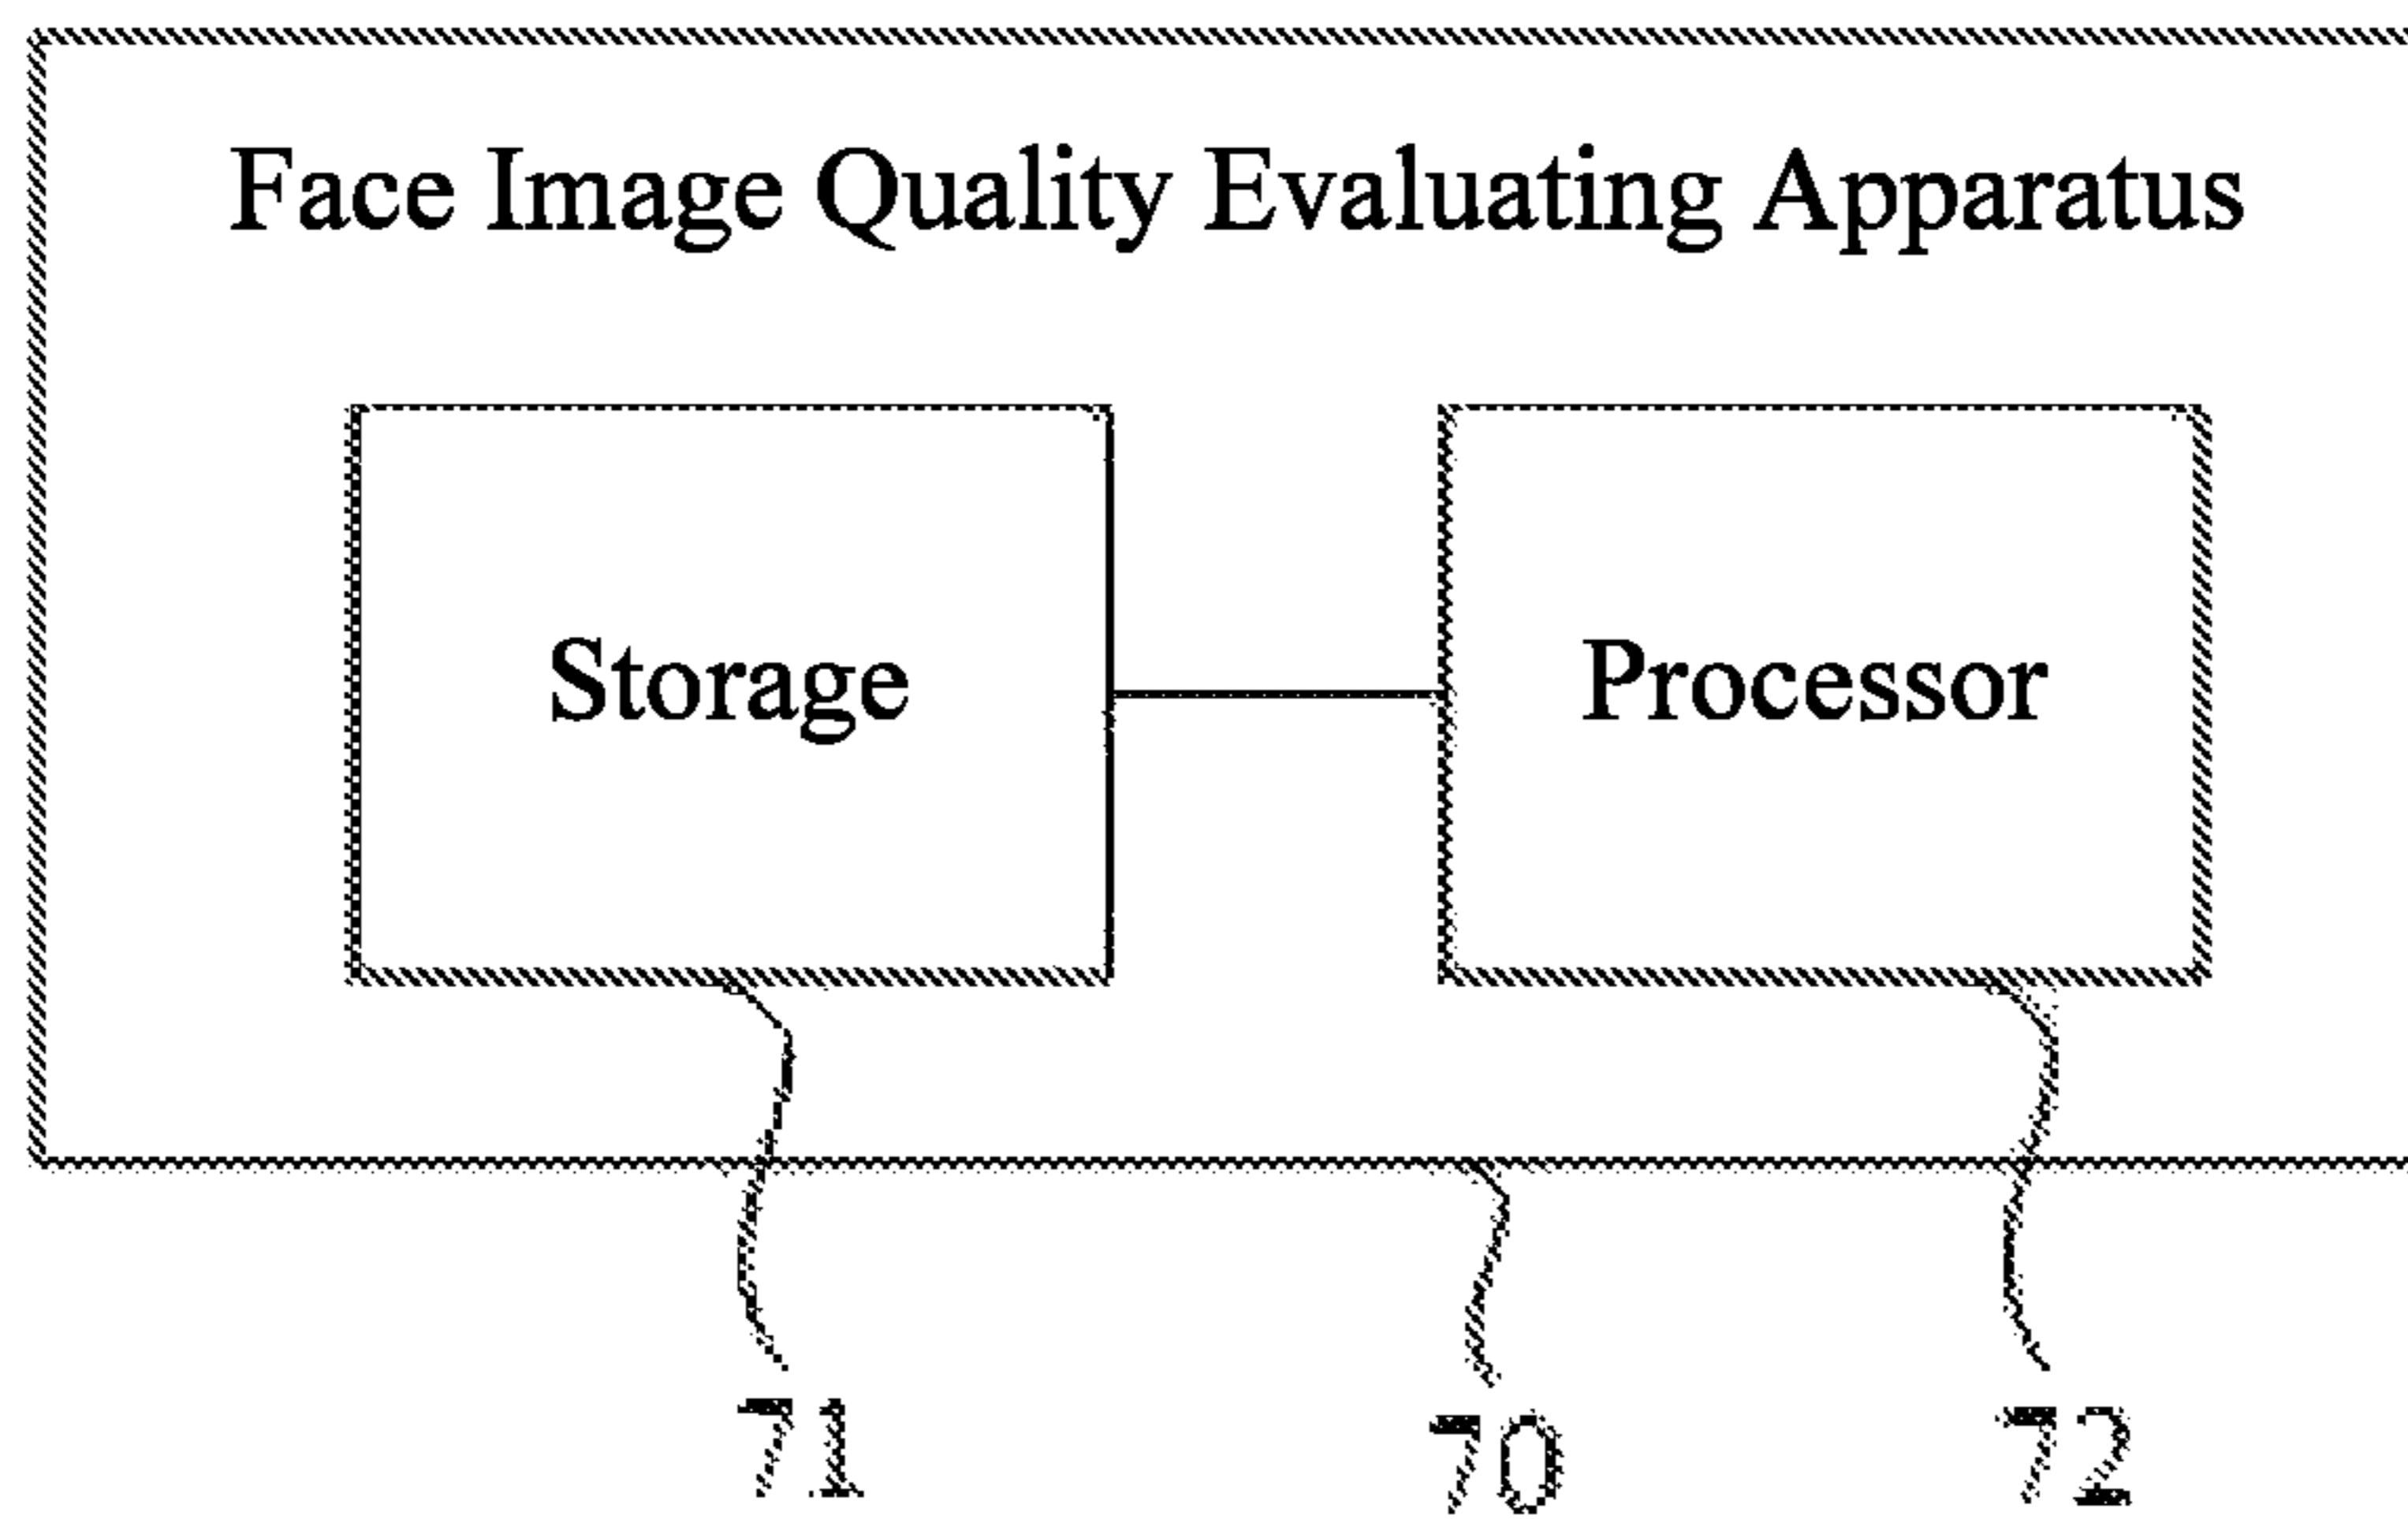 Face Image Quality Evaluating Apparatus
Storage
Processor
71
70
72